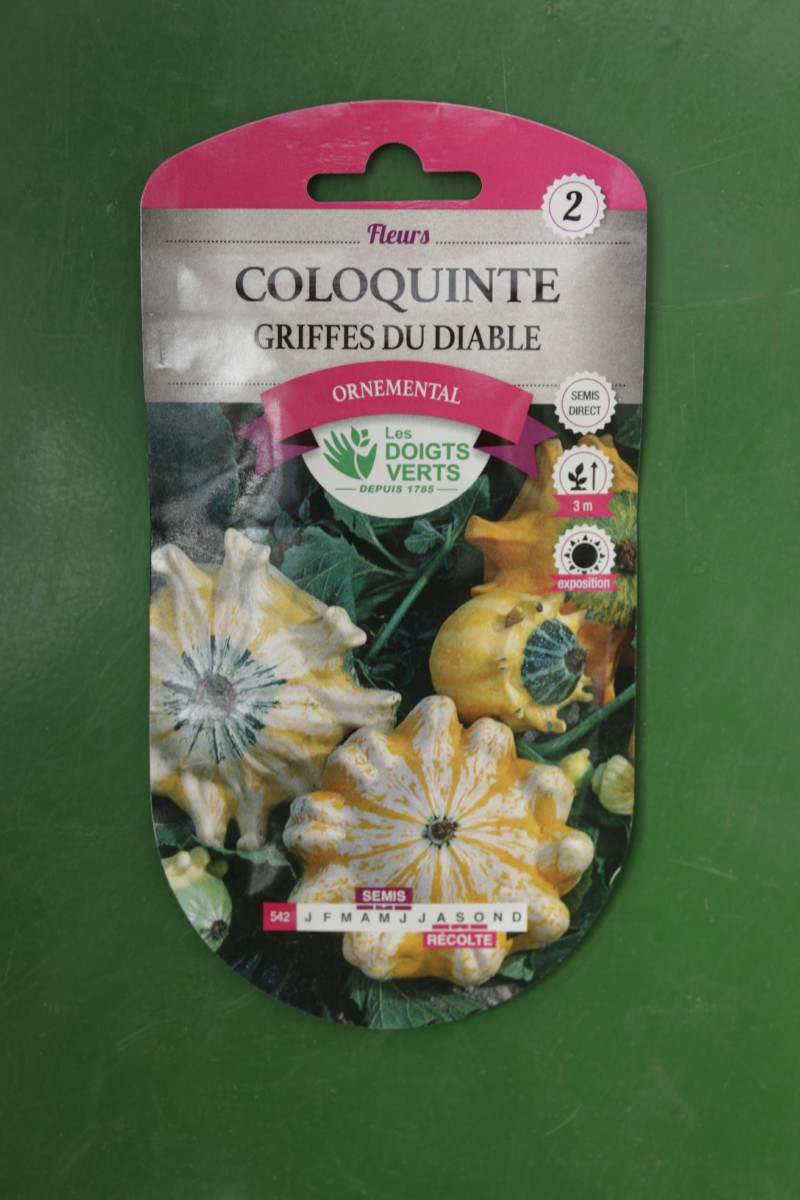 2
Fleurs
COLOQUINTE
GRIFFES DU DIABLE
ORNEMENTAL
SEMIS
DIRECT
Les
DOIGTS
VERTS
DEPUIS 1785
3 m
exposition
SEMIS
542 J F M A M J J A S O N D
RÉCOLTE